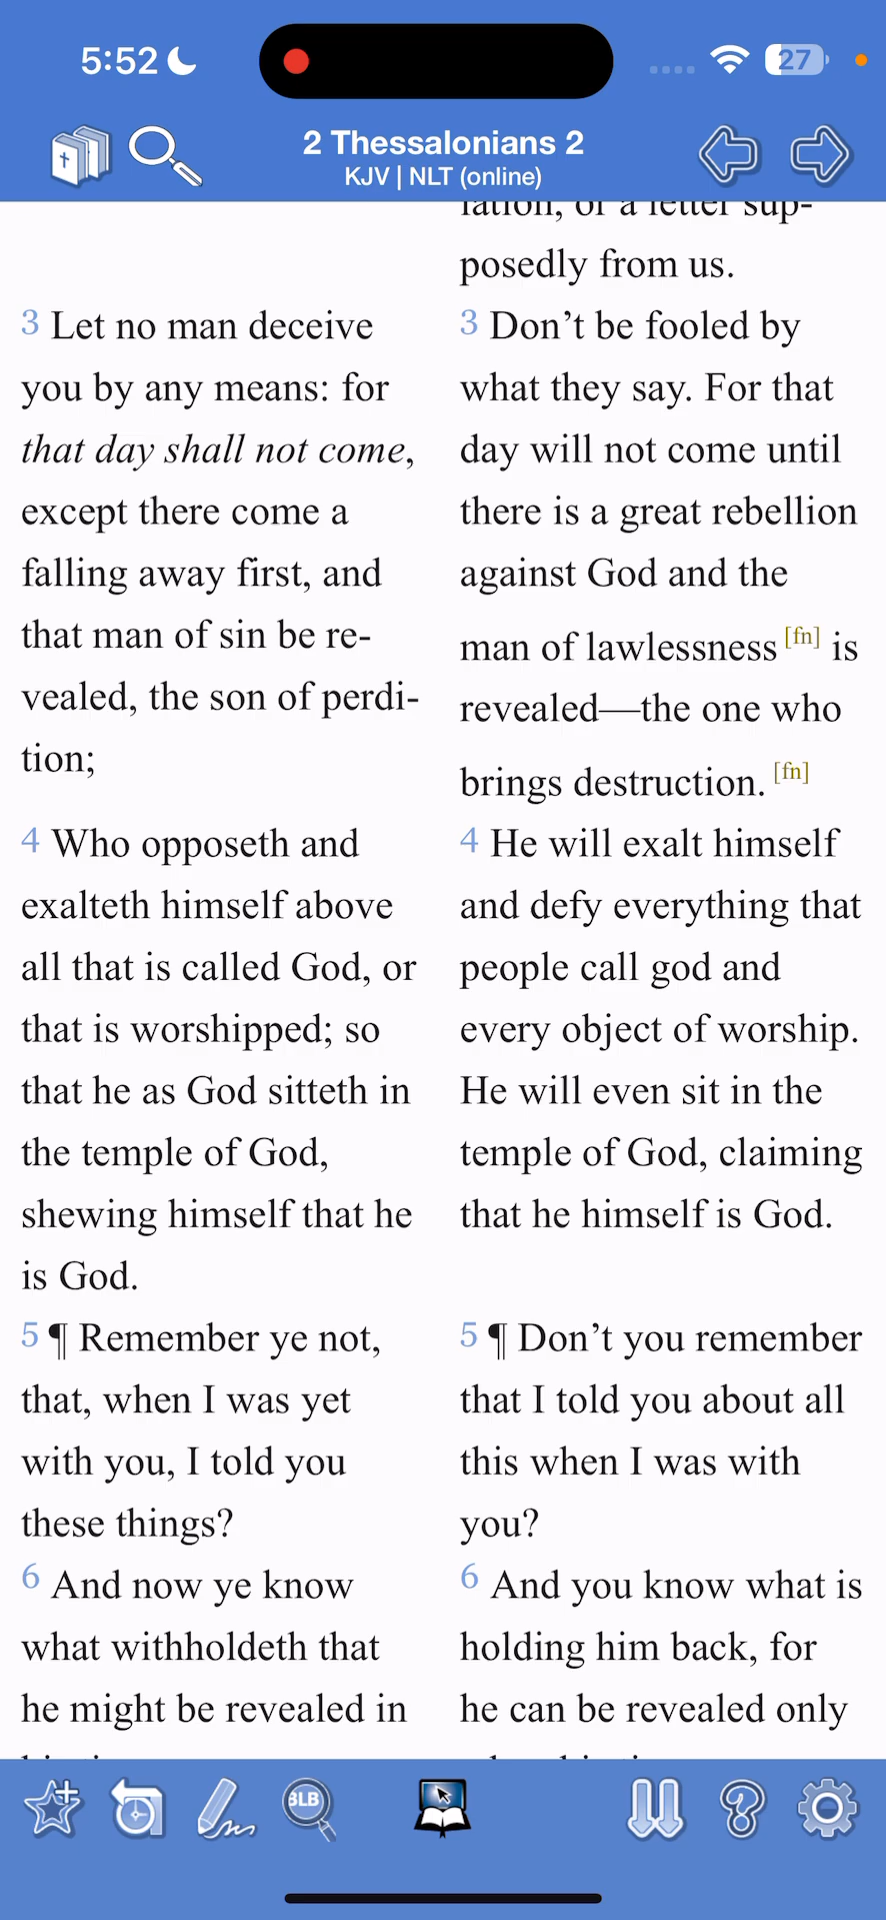 5:52
27
2 Thessalonians 2
KJV | NLT (online)
lation, or a letter sup-
posedly from us.
3 Let no man deceive
you by any means: for
that day shall not come,
except there come a
falling away first, and
that man of sin be re-
vealed, the son of perdi-
tion;
3 Don’t be fooled by
what they say. For that
day will not come until
there is a great rebellion
against God and the
man of lawlessness [fn] is
revealed—the one who
brings destruction. [fn]
4 Who opposeth and
exalteth himself above
all that is called God, or
that is worshipped; so
that he as God sitteth in
the temple of God,
shewing himself that he
is God.
4 He will exalt himself
and defy everything that
people call god and
every object of worship.
He will even sit in the
temple of God, claiming
that he himself is God.
5 ¶ Remember ye not,
that, when I was yet
with you, I told you
these things?
5 ¶ Don’t you remember
that I told you about all
this when I was with
you?
6 And now ye know
what withholdeth that
he might be revealed in
6 And you know what is
holding him back, for
he can be revealed only
BLB